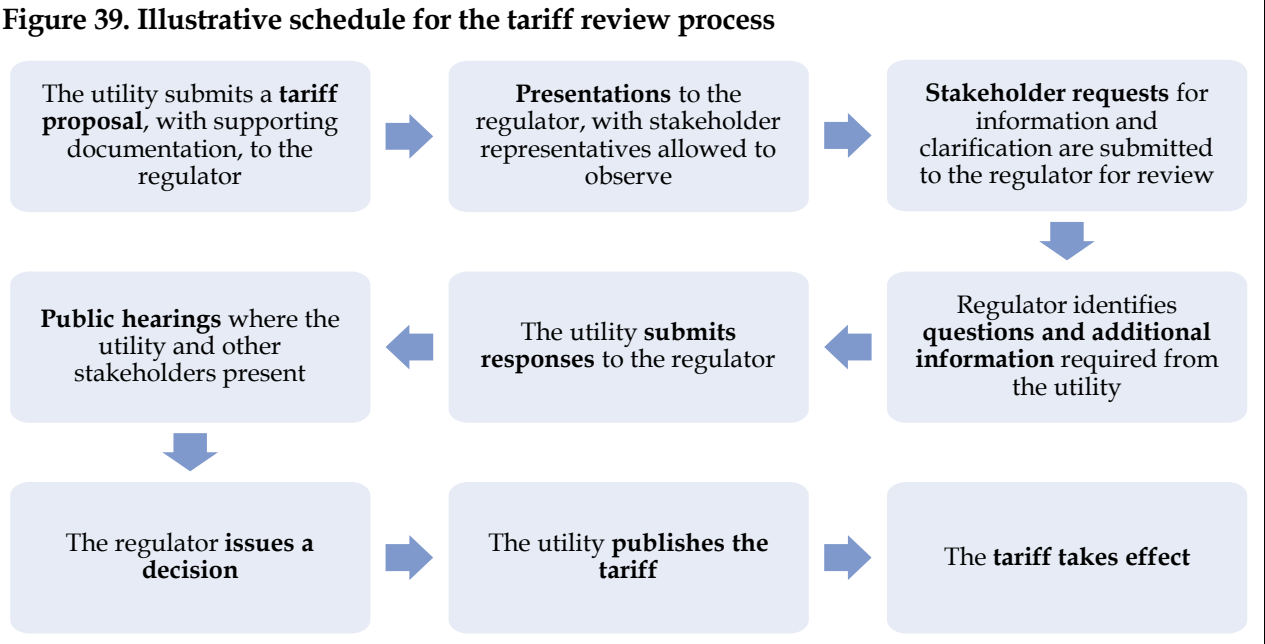 Figure 39. Illustrative schedule for the tariff review process
The utility submits a tariff
proposal, with supporting
documentation, to the
regulator
Presentations to the
regulator, with stakeholder
representatives allowed to
observe
Stakeholder requests for
information and
clarification are submitted
to the regulator for review
Regulator identifies
questions and additional
information required from
the utility
The utility submits
responses to the regulator
Public hearings where the
utility and other
stakeholders present
The regulator issues a
decision
The utility publishes the
tariff
The tariff takes effect